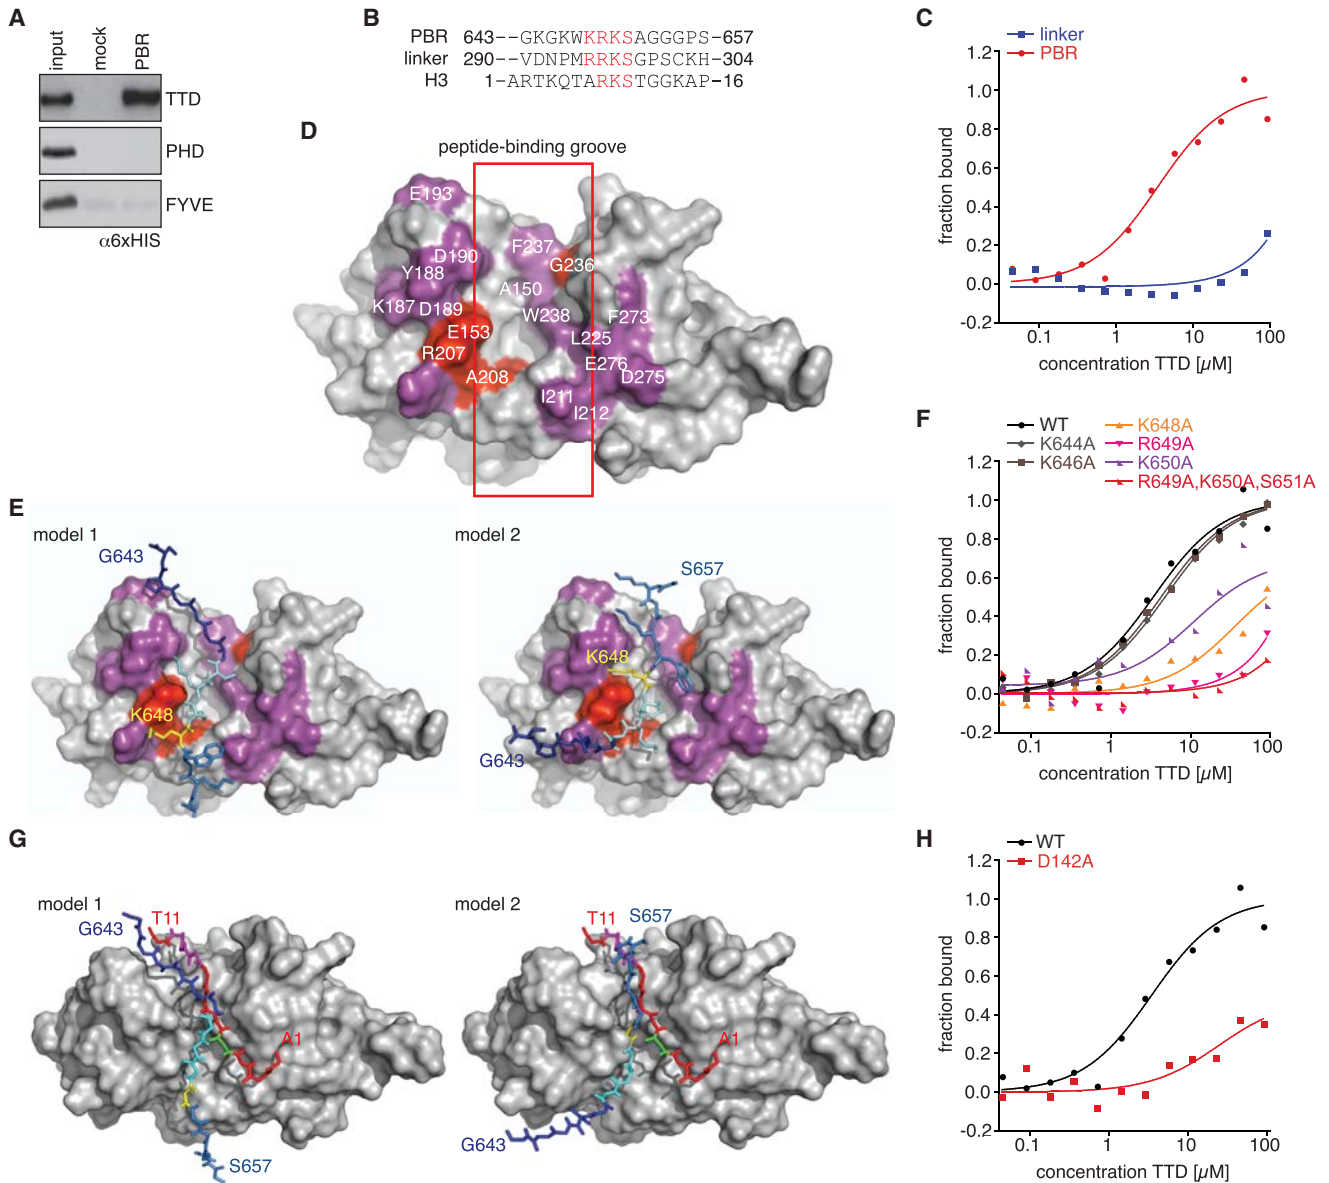 A
input
mock
PBR
TTD
PHD
FYVE
α6xHIS
B
PBR 643--GKGKWKRKSAGGGPS-657
linker 290--VDNPMRRKSGPSCKH-304
H3 1-ARTKQTARKSTGGKAP-16
C
linker
PBR
1.2
1.0
0.8
0.6
0.4
0.2
0.0
-0.2
fraction bound
0.1 1 10 100
concentration TTD [µM]
D
peptide-binding groove
E193
D190
Y188
K187
D189
E153
R207
A208
F237
G236
A150
W238
F273
L225
E276
D275
I211
I212
E
model 1
G643
K648
model 2
S657
K648
G643
F
WT
K644A
K646A
K648A
R649A
K650A
R649A,K650A,S651A
1.2
1.0
0.8
0.6
0.4
0.2
0.0
-0.2
fraction bound
0.1 1 10 100
concentration TTD [µM]
G
model 1
G643
T11
A1
S657
model 2
T11
S657
A1
G643
H
WT
D142A
1.2
1.0
0.8
0.6
0.4
0.2
0.0
-0.2
fraction bound
0.1 1 10 100
concentration TTD [µM]